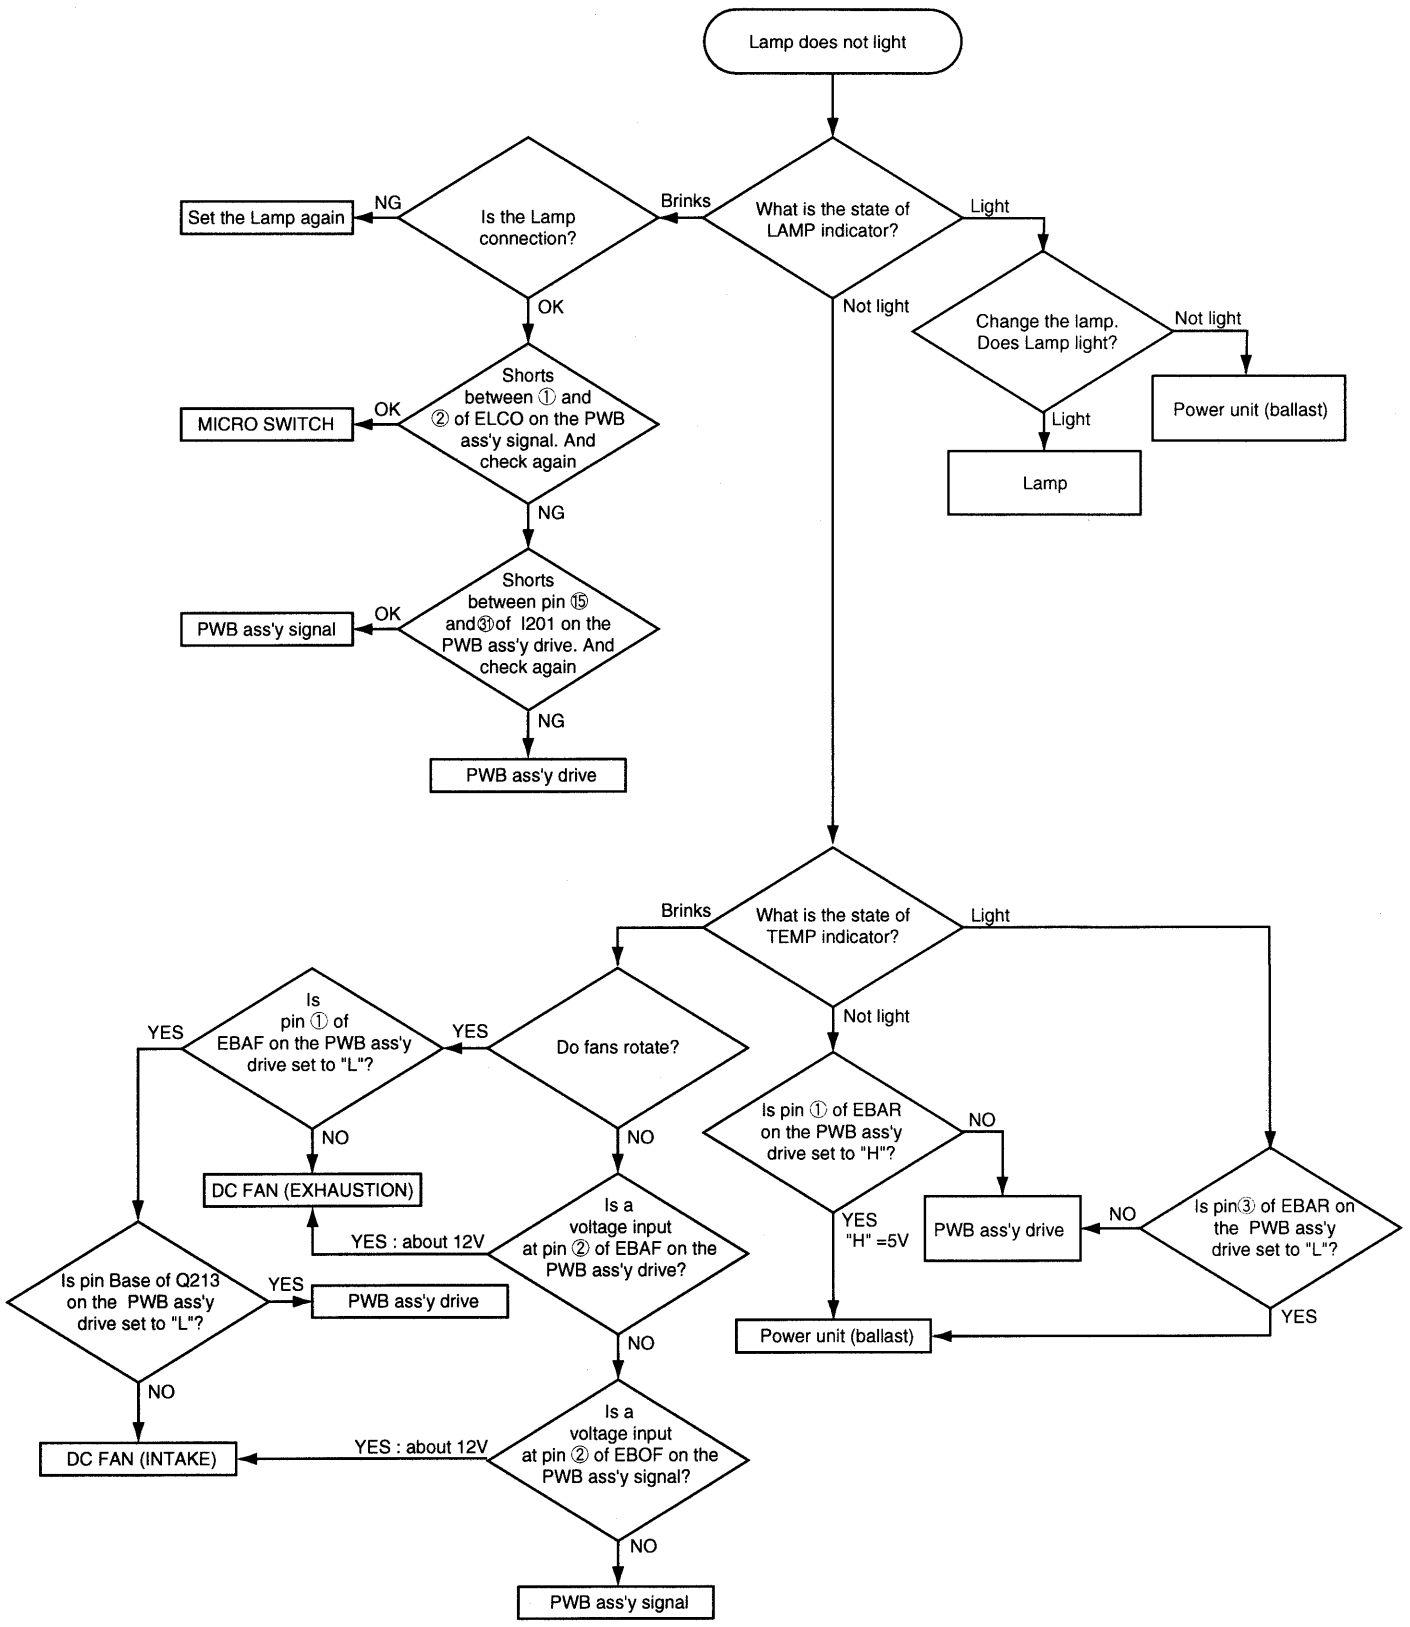 Lamp does not light
What is the state of
LAMP indicator?
Brinks
Light
Not light
Is the Lamp
connection?
NG
Set the Lamp again
OK
Change the lamp.
Does Lamp light?
Not light
Power unit (ballast)
Light
Lamp
Shorts
between ① and
② of ELCO on the PWB
ass'y signal. And
check again
OK
MICRO SWITCH
NG
Shorts
between pin ⑮
and㉛of I201 on the
PWB ass'y drive. And
check again
OK
PWB ass'y signal
NG
PWB ass'y drive
What is the state of
TEMP indicator?
Brinks
Light
Not light
Do fans rotate?
YES
NO
Is
pin ① of
EBAF on the PWB ass'y
drive set to "L"?
YES
NO
DC FAN (EXHAUSTION)
Is a
voltage input
at pin ② of EBAF on the
PWB ass'y drive?
YES : about 12V
NO
Is pin Base of Q213
on the PWB ass'y
drive set to "L"?
YES
PWB ass'y drive
NO
DC FAN (INTAKE)
Is a
voltage input
at pin ② of EBOF on the
PWB ass'y signal?
YES : about 12V
NO
PWB ass'y signal
Is pin ① of EBAR
on the PWB ass'y
drive set to "H"?
NO
YES
"H" =5V
PWB ass'y drive
Is pin③ of EBAR on
the PWB ass'y
drive set to "L"?
NO
YES
Power unit (ballast)